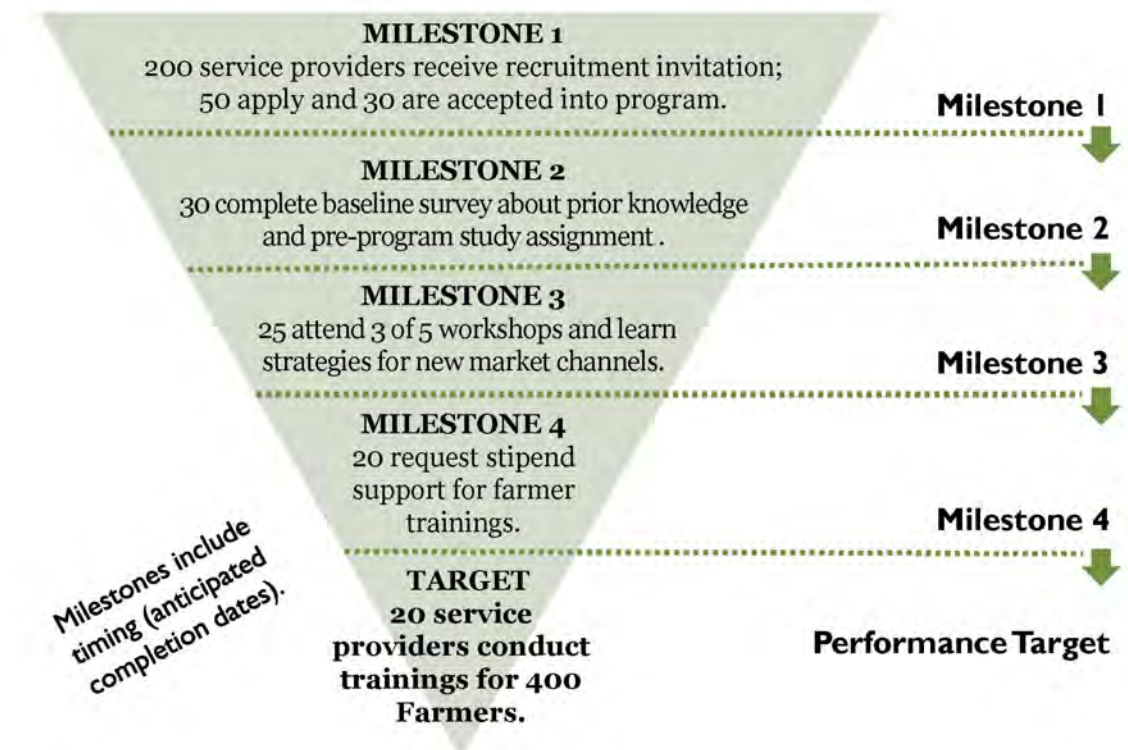 MILESTONE 1
200 service providers receive recruitment invitation;
50 apply and 30 are accepted into program.
Milestone 1
MILESTONE 2
30 complete baseline survey about prior knowledge
and pre-program study assignment.
Milestone 2
MILESTONE 3
25 attend 3 of 5 workshops and learn
strategies for new market channels.
Milestone 3
MILESTONE 4
20 request stipend
support for farmer
trainings.
Milestone 4
Milestones include
timing (anticipated
completion dates).
TARGET
20 service
providers conduct
trainings for 400
Farmers.
Performance Target